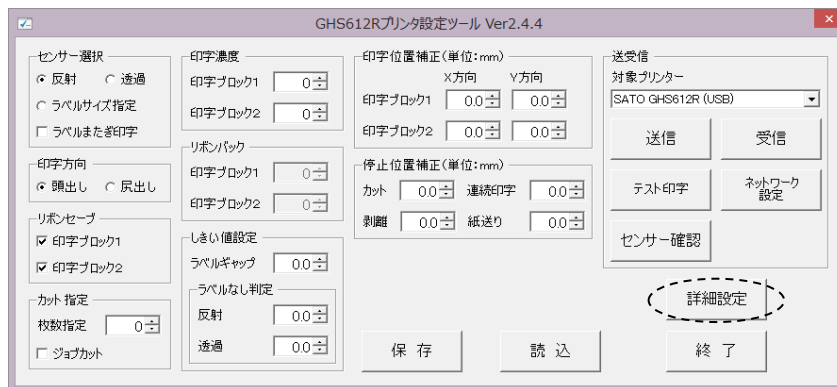 GHS612Rプリンタ設定ツール Ver2.4.4
センサー選択
反射 透過
ラベルサイズ指定
ラベルまたぎ印字
印字方向
頭出し 尻出し
リボンセーブ
印字ブロック1
印字ブロック2
カット指定
枚数指定 0
ジョブカット
印字濃度
印字ブロック1 0
印字ブロック2 0
リボンバック
印字ブロック1 0
印字ブロック2 0
しきい値設定
ラベルギャップ 0.0
ラベルなし判定
反射 0.0
透過 0.0
印字位置補正(単位:mm)
X方向 Y方向
印字ブロック1 0.0 0.0
印字ブロック2 0.0 0.0
停止位置補正(単位:mm)
カット 0.0 連続印字 0.0
剥離 0.0 紙送り 0.0
保存 読込
送受信
対象プリンター
SATO GHS612R (USB)
送信 受信
テスト印字 ネットワーク
設定
センサー確認
詳細設定
終了